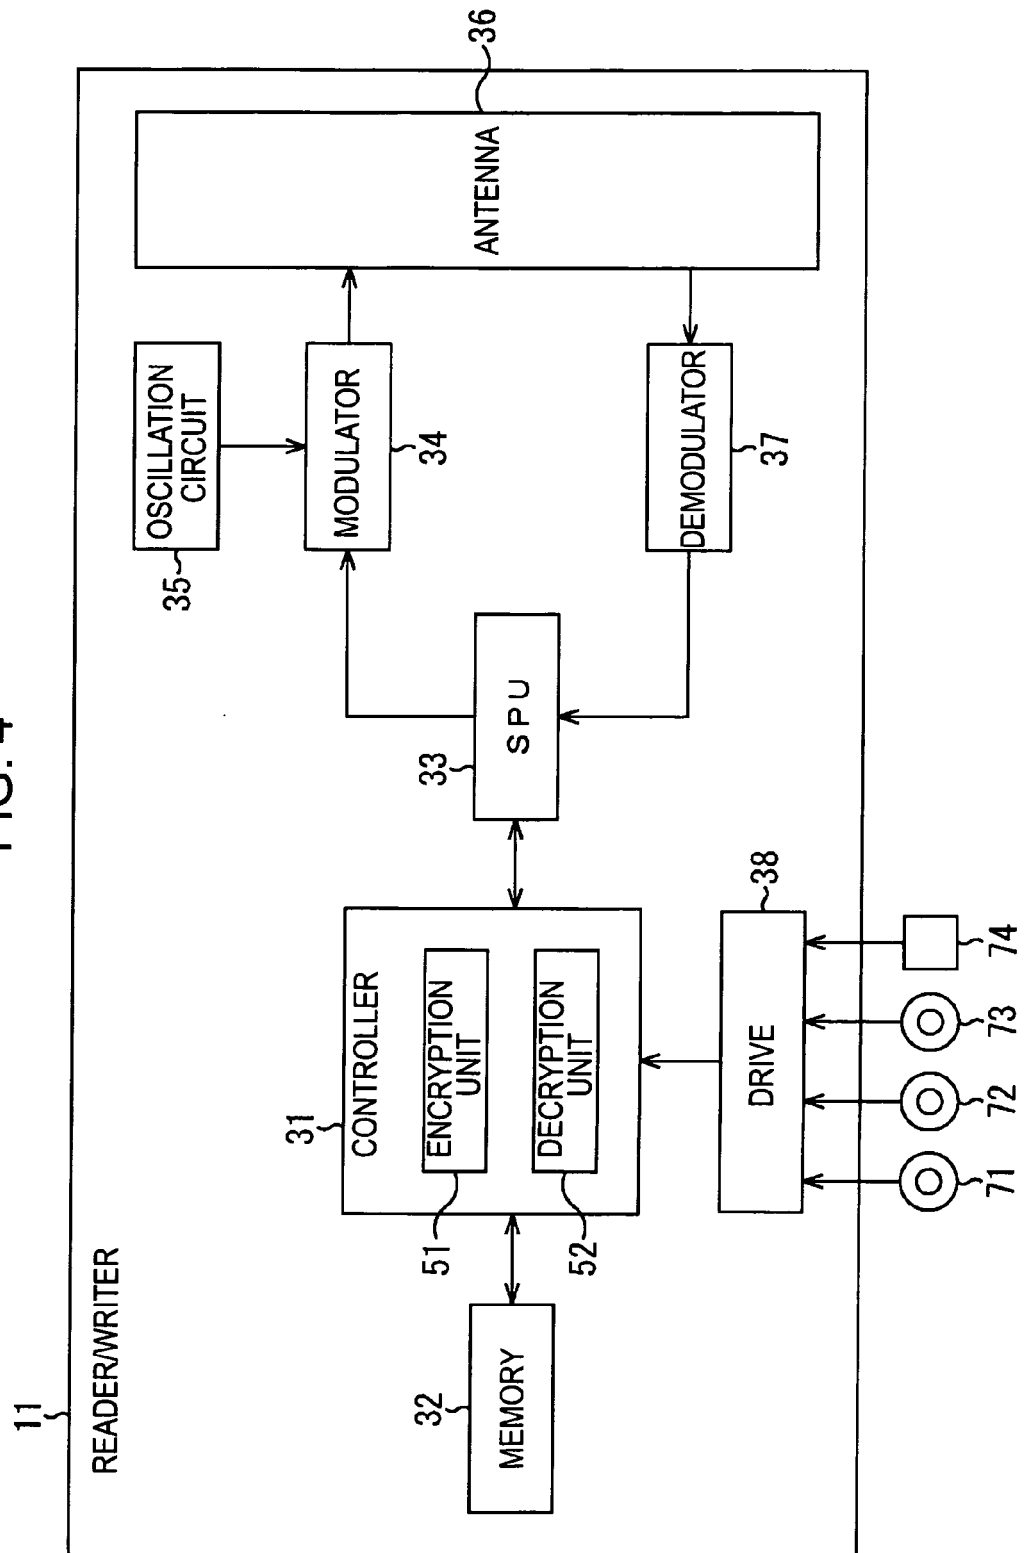 FIG. 4
11
READER/WRITER
35
OSCILLATION
CIRCUIT
36
ANTENNA
MODULATOR
34
31
CONTROLLER
51
ENCRYPTION
UNIT
52
DECRYPTION
UNIT
32
MEMORY
33
SPU
DEMODULATOR
37
38
DRIVE
71
72
73
74